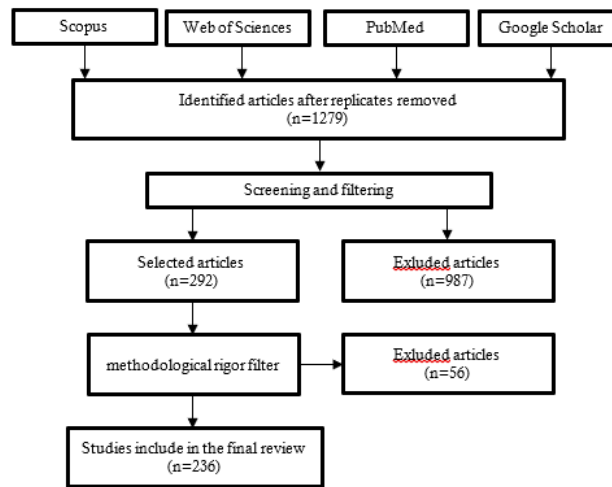 Scopus
Web of Sciences
PubMed
Google Scholar
Identified articles after replicates removed
(n=1279)
Screening and filtering
Selected articles
(n=292)
Exluded articles
(n=987)
methodological rigor filter
Exluded articles
(n=56)
Studies include in the final review
(n=236)